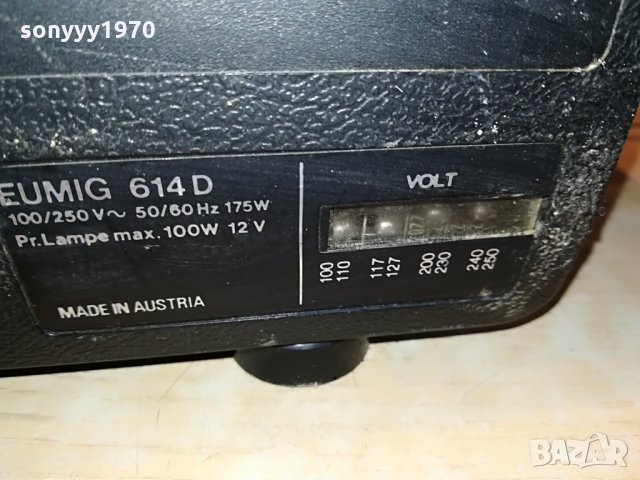 sonyyy1970
EUMIG 614 D
100/250 V~ 50/60 Hz 175W
Pr. Lampe max. 100W 12 V
MADE IN AUSTRIA
VOLT
100 110 117 127 200 230 240 250
BAZAR